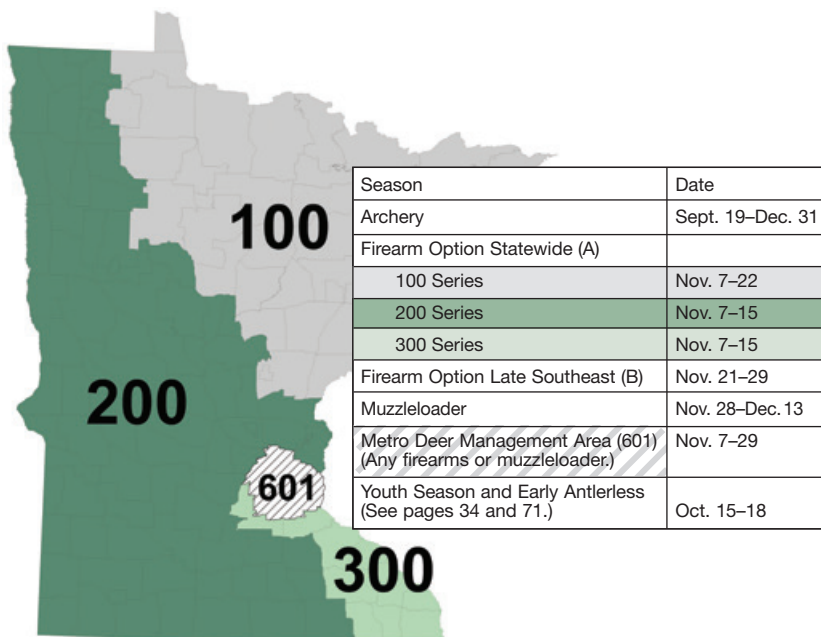 100
200
601
300
Season Date
Archery Sept. 19–Dec. 31
Firearm Option Statewide (A)
100 Series Nov. 7–22
200 Series Nov. 7–15
300 Series Nov. 7–15
Firearm Option Late Southeast (B) Nov. 21–29
Muzzleloader Nov. 28–Dec. 13
Metro Deer Management Area (601) Nov. 7–29
(Any firearms or muzzleloader.)
Youth Season and Early Antlerless
(See pages 34 and 71.) Oct. 15–18